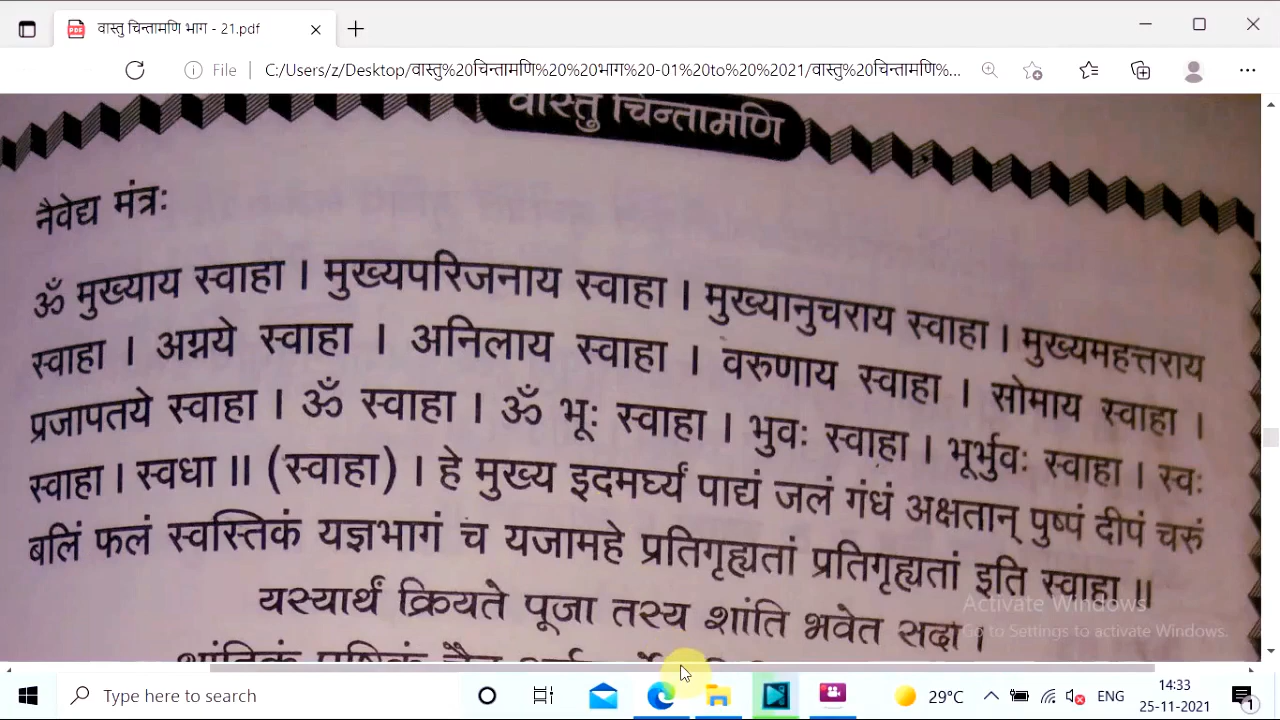 वास्तु चिन्तामणि भाग - 21.pdf
File
C:/Users/z/Desktop/वास्तु%20चिन्तामणि%20%20भाग%20-01%20to%20%2021/वास्तु%20चिन्तामणि%...
वास्तु चिन्तामणि
नैवेद्य मंत्रः
ॐ मुख्याय स्वाहा । मुख्यपरिजनाय स्वाहा । मुख्यानुचराय स्वाहा । मुख्यमहत्तराय
स्वाहा । अग्नये स्वाहा । अनिलाय स्वाहा । वरुणाय स्वाहा । सोमाय स्वाहा ।
प्रजापतये स्वाहा । ॐ स्वाहा । ॐ भूः स्वाहा । भुवः स्वाहा । भूर्भुवः स्वाहा । स्वः
स्वाहा । स्वधा ॥ (स्वाहा) । हे मुख्य इदमर्घ्यं पाद्यं जलं गंधं अक्षतान् पुष्पं दीपं चरुं
बलिं फलं स्वस्तिकं यज्ञभागं च यजामहे प्रतिगृह्यतां प्रतिगृह्यतां इति स्वाहा ॥
यस्यार्थं क्रियते पूजा तस्य शांति भवेत सदा ।
Activate Windows
Go to Settings to activate Windows.
Type here to search
29°C
ENG
14:33
25-11-2021
1